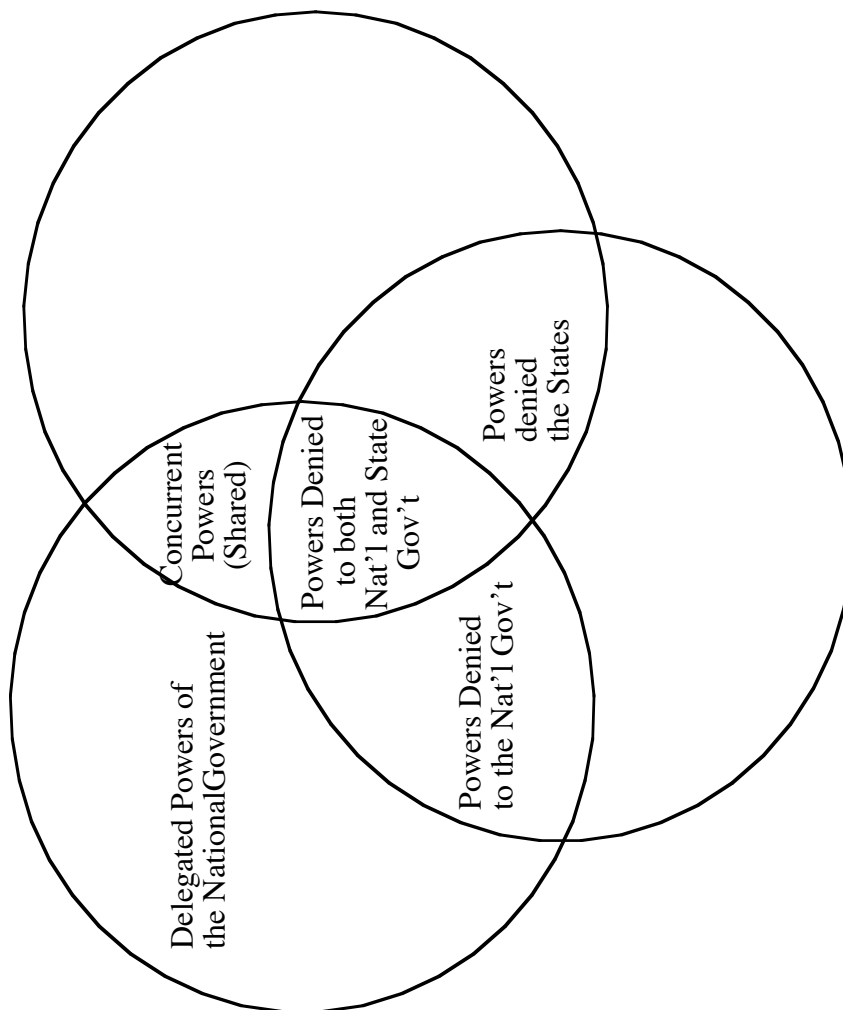 Delegated Powers of
the NationalGovernment
Concurrent
Powers
(Shared)
Powers Denied
to both
Nat'l and State
Gov't
Powers Denied
to the Nat'l Gov't
Powers
denied
the States